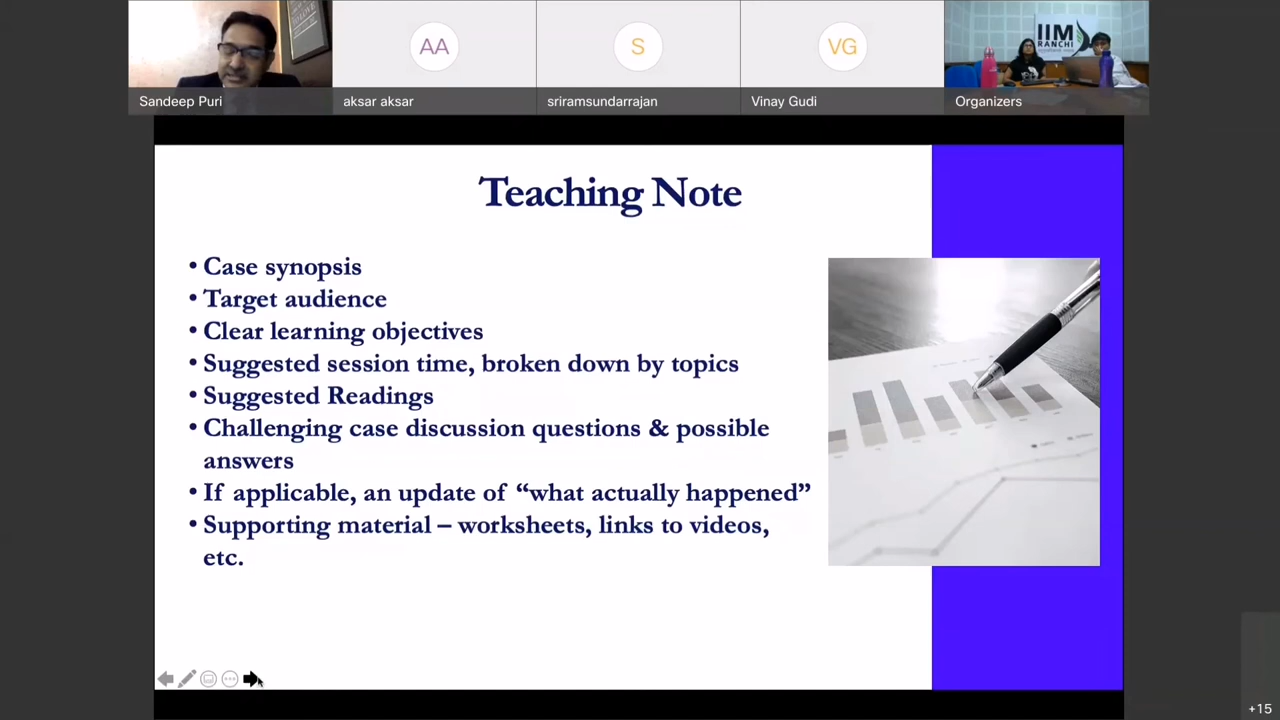 AA
S
VG
IIM
RANCHI
Sandeep Puri
aksar aksar
sriramsundarrajan
Vinay Gudi
Organizers
Teaching Note
• Case synopsis
• Target audience
• Clear learning objectives
• Suggested session time, broken down by topics
• Suggested Readings
• Challenging case discussion questions & possible
answers
• If applicable, an update of “what actually happened”
• Supporting material – worksheets, links to videos,
etc.
+15